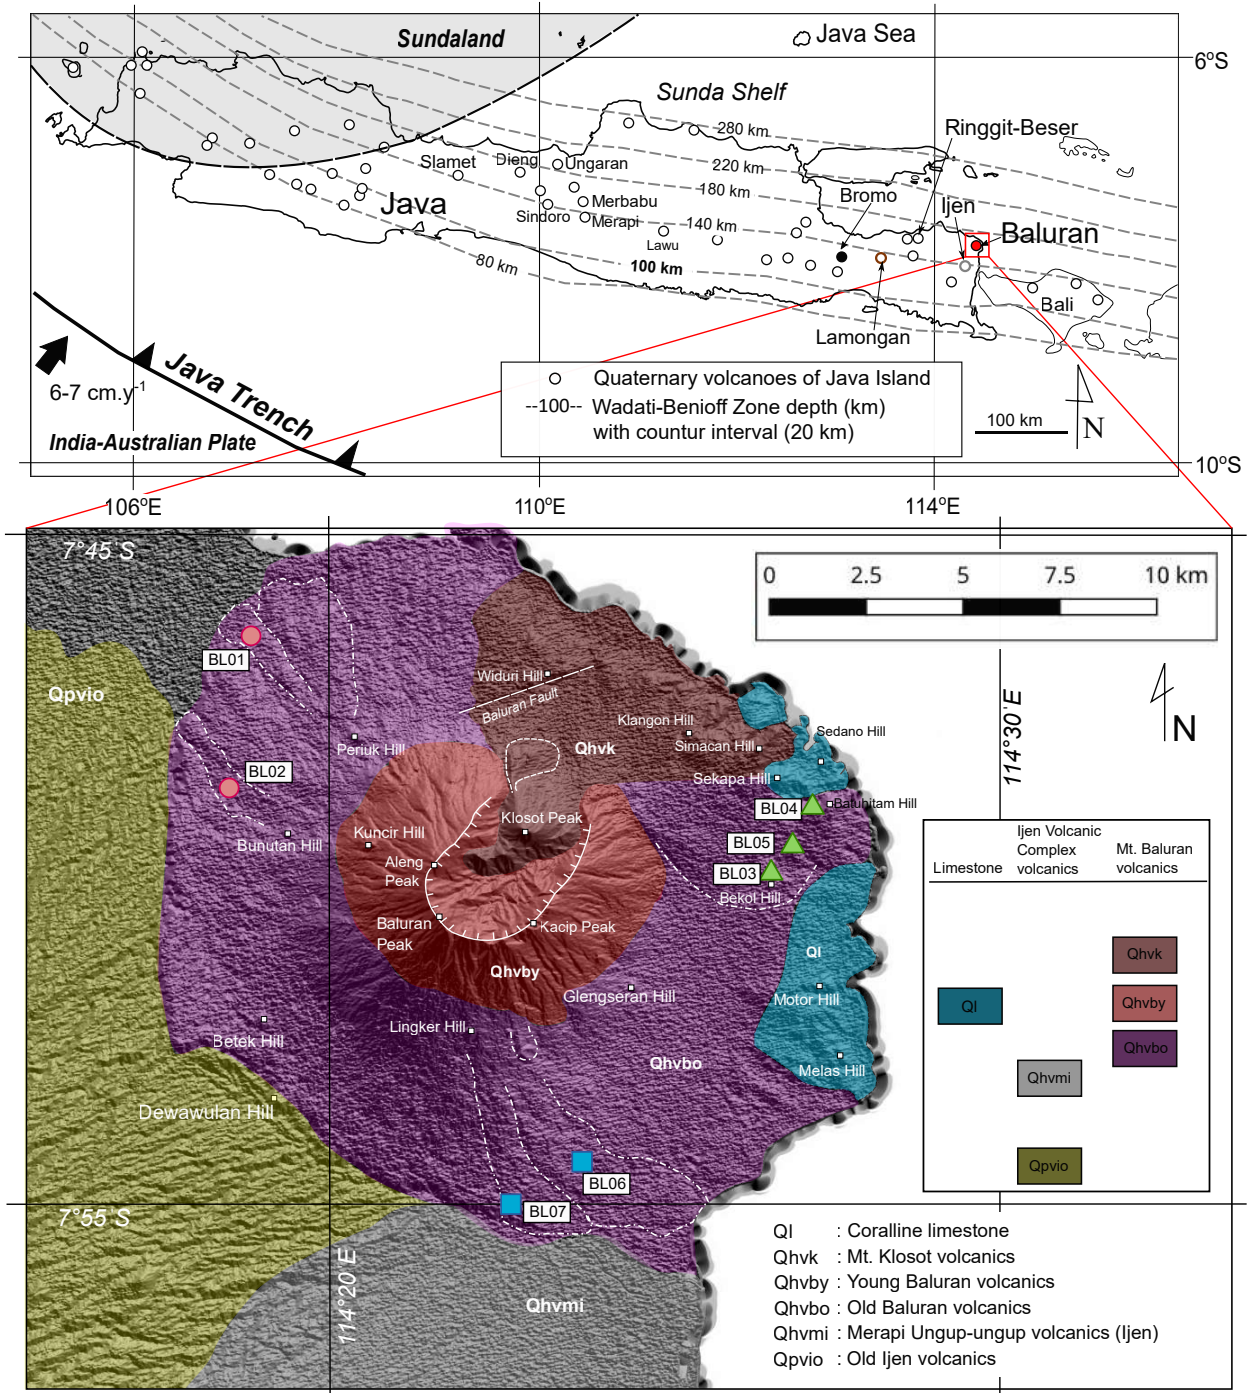 Sundaland
Java Sea
6°S
Sunda Shelf
280 km
Ringgit-Beser
220 km
Slamet
Dieng
Ungaran
180 km
Bromo
Ijen
Java
Merbabu
Sindoro
Merapi
140 km
Baluran
Lawu
80 km
100 km
Bali
Lamongan
Java Trench
6-7 cm.y-1
India-Australian Plate
Quaternary volcanoes of Java Island
--100-- Wadati-Benioff Zone depth (km)
with countur interval (20 km)
100 km
N
10°S
106°E
110°E
114°E
7°45`S
0 2.5 5 7.5 10 km
BL01
Qpvio
Widuri Hill
Baluran Fault
Klangon Hill
Sedano Hill
Periuk Hill
Qhvk
Simacan Hill
N
114°30`E
BL02
Sekapa Hill
BL04
Batuhitam Hill
Klosot Peak
Kuncir Hill
Bunutan Hill
BL05
Aleng
Peak
BL03
Bekol Hill
Baluran
Peak
Kacip Peak
Ql
Qhvby
Glengseran Hill
Motor Hill
Lingker Hill
Betek Hill
Qhvbo
Melas Hill
Dewawulan Hill
BL06
BL07
7°55`S
114°20`E
Qhvmi
Limestone
Ijen Volcanic
Complex
volcanics
Mt. Baluran
volcanics
Qhvk
Ql
Qhvby
Qhvbo
Qhvmi
Qpvio
Ql : Coralline limestone
Qhvk : Mt. Klosot volcanics
Qhvby : Young Baluran volcanics
Qhvbo : Old Baluran volcanics
Qhvmi : Merapi Ungup-ungup volcanics (Ijen)
Qpvio : Old Ijen volcanics